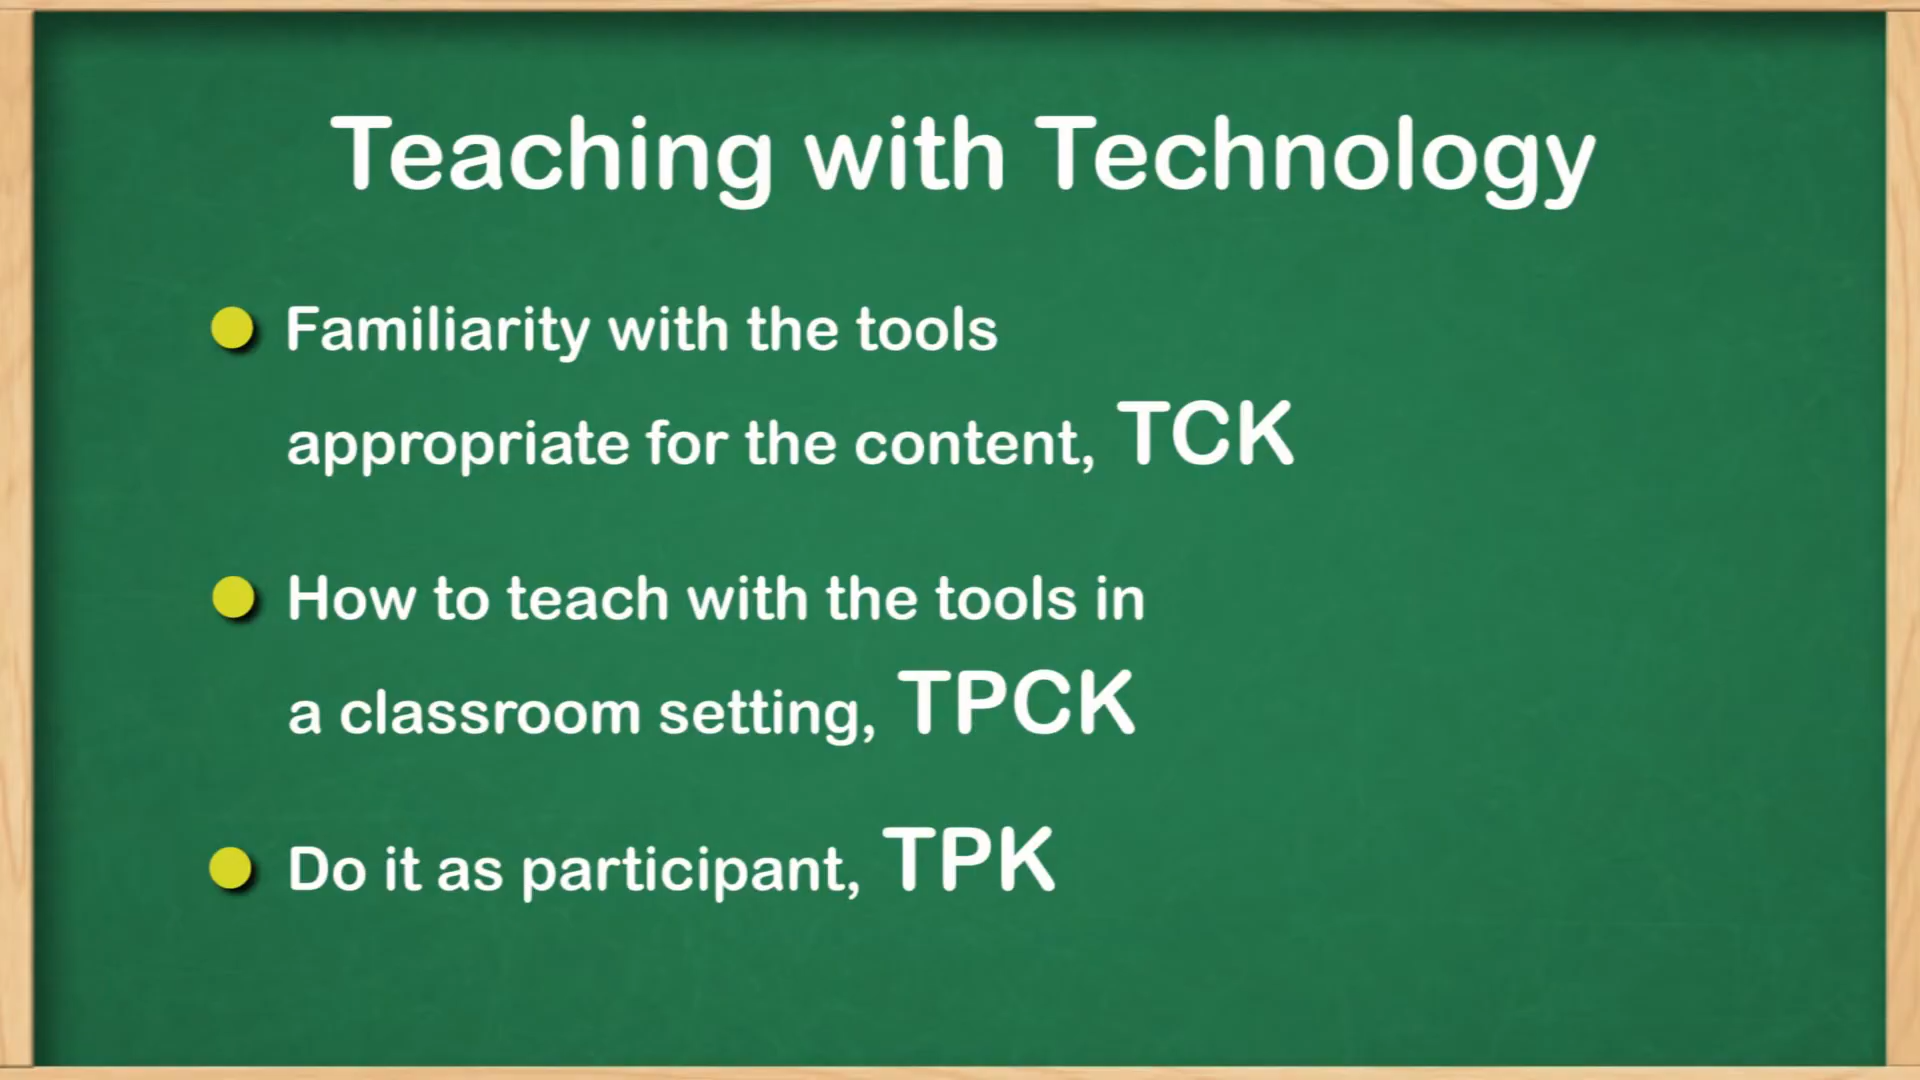 Teaching with Technology
Familiarity with the tools
appropriate for the content, TCK
How to teach with the tools in
a classroom setting, TPCK
Do it as participant, TPK